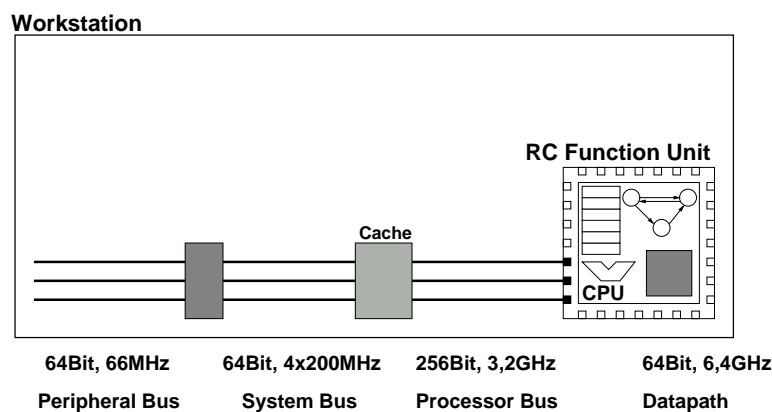 Workstation
RC Function Unit
Cache
CPU
64Bit, 66MHz 64Bit, 4x200MHz 256Bit, 3,2GHz 64Bit, 6,4GHz
Peripheral Bus System Bus Processor Bus Datapath